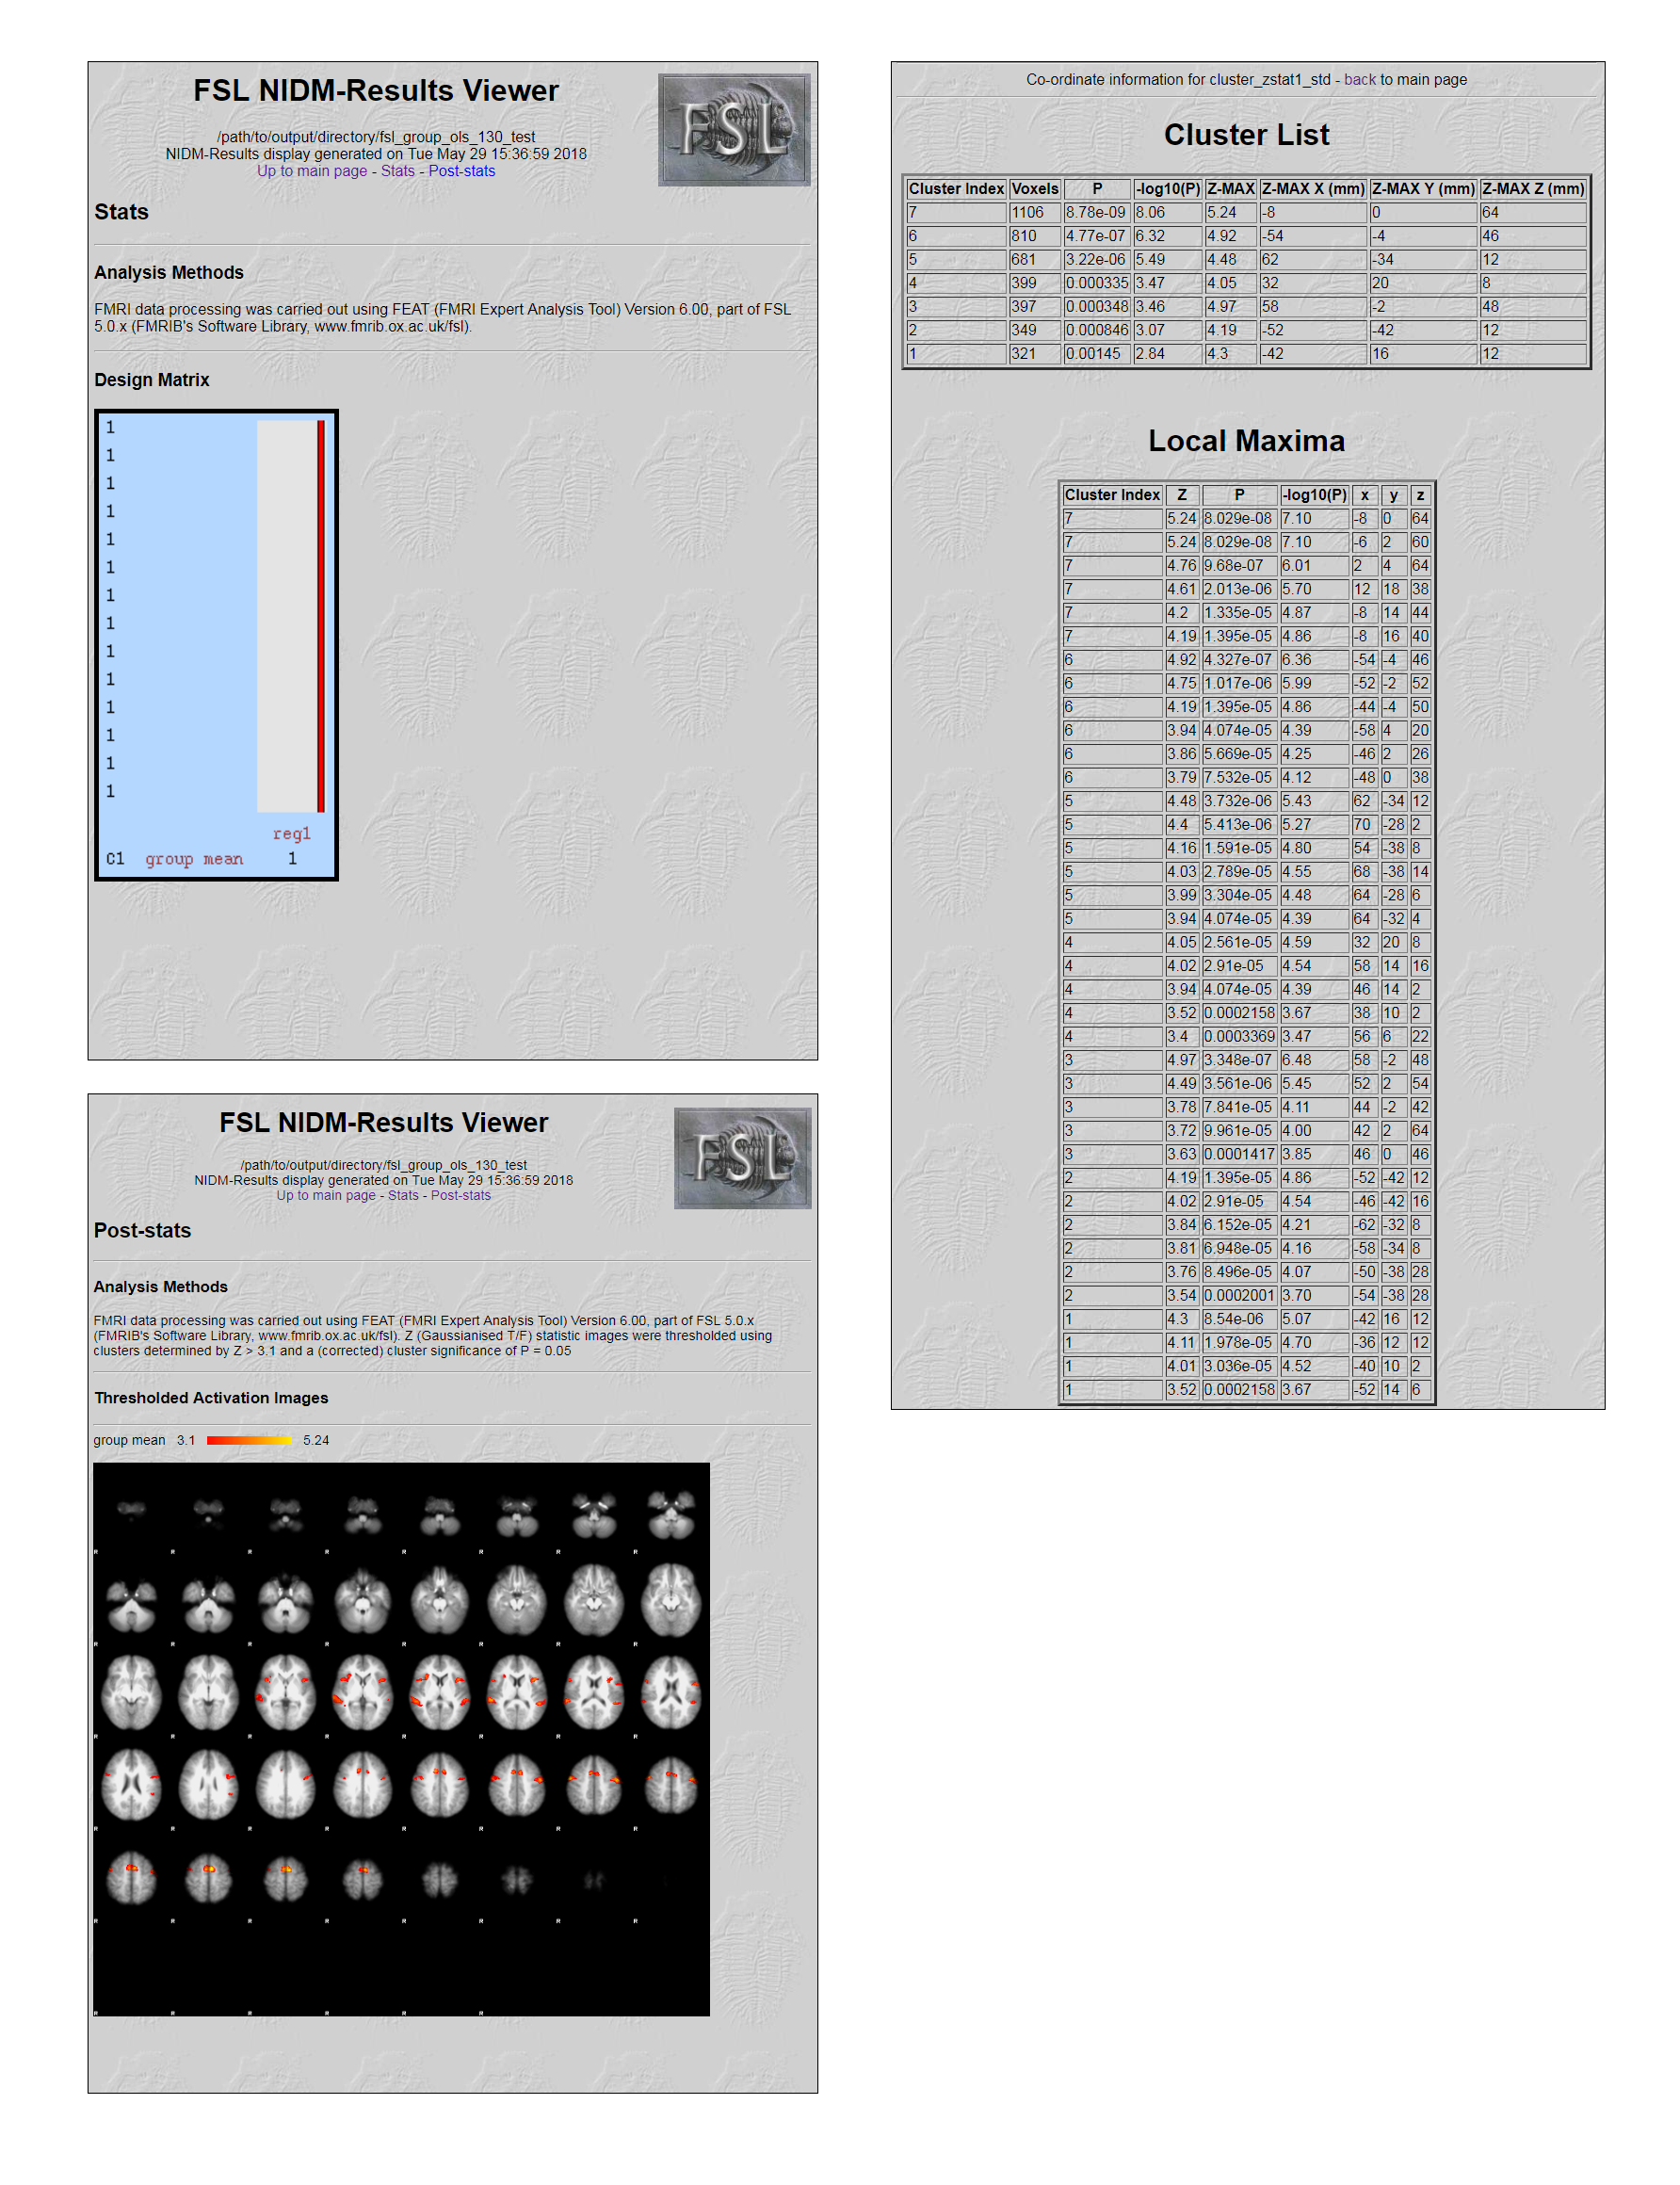 FSL NIDM-Results Viewer
FSL
/path/to/output/directory/fsl_group_ols_130_test
NIDM-Results display generated on Tue May 29 15:36:59 2018
Up to main page - Stats - Post-stats
Stats
Analysis Methods
FMRI data processing was carried out using FEAT (FMRI Expert Analysis Tool) Version 6.00, part of FSL
5.0.x (FMRIB's Software Library, www.fmrib.ox.ac.uk/fsl).
Design Matrix
1
1
1
1
1
1
1
1
1
1
1
1
1
1
reg1
C1 group mean 1
FSL NIDM-Results Viewer
FSL
/path/to/output/directory/fsl_group_ols_130_test
NIDM-Results display generated on Tue May 29 15:36:59 2018
Up to main page - Stats - Post-stats
Post-stats
Analysis Methods
FMRI data processing was carried out using FEAT (FMRI Expert Analysis Tool) Version 6.00, part of FSL 5.0.x
(FMRIB's Software Library, www.fmrib.ox.ac.uk/fsl). Z (Gaussianised T/F) statistic images were thresholded using
clusters determined by Z > 3.1 and a (corrected) cluster significance of P = 0.05
Thresholded Activation Images
group mean 3.1 5.24
R R R R R R R R
R R R R R R R R
R R R R R R R R
R R R R R R R R
R R R R R R R R
R R R R R R
Co-ordinate information for cluster_zstat1_std - back to main page
Cluster List
Cluster Index Voxels P -log10(P) Z-MAX Z-MAX X (mm) Z-MAX Y (mm) Z-MAX Z (mm)
7 1106 8.78e-09 8.06 5.24 -8 0 64
6 810 4.77e-07 6.32 4.92 -54 -4 46
5 681 3.22e-06 5.49 4.48 62 -34 12
4 399 0.000335 3.47 4.05 32 20 8
3 397 0.000348 3.46 4.97 58 -2 48
2 349 0.000846 3.07 4.19 -52 -42 12
1 321 0.00145 2.84 4.3 -42 16 12
Local Maxima
Cluster Index Z P -log10(P) x y z
7 5.24 8.029e-08 7.10 -8 0 64
7 5.24 8.029e-08 7.10 -6 2 60
7 4.76 9.68e-07 6.01 2 4 64
7 4.61 2.013e-06 5.70 12 18 38
7 4.2 1.335e-05 4.87 -8 14 44
7 4.19 1.395e-05 4.86 -8 16 40
6 4.92 4.327e-07 6.36 -54 -4 46
6 4.75 1.017e-06 5.99 -52 -2 52
6 4.19 1.395e-05 4.86 -44 -4 50
6 3.94 4.074e-05 4.39 -58 4 20
6 3.86 5.669e-05 4.25 -46 2 26
6 3.79 7.532e-05 4.12 -48 0 38
5 4.48 3.732e-06 5.43 62 -34 12
5 4.4 5.413e-06 5.27 70 -28 2
5 4.16 1.591e-05 4.80 54 -38 8
5 4.03 2.789e-05 4.55 68 -38 14
5 3.99 3.304e-05 4.48 64 -28 6
5 3.94 4.074e-05 4.39 64 -32 4
4 4.05 2.561e-05 4.59 32 20 8
4 4.02 2.91e-05 4.54 58 14 16
4 3.94 4.074e-05 4.39 46 14 2
4 3.52 0.0002158 3.67 38 10 2
4 3.4 0.0003369 3.47 56 6 22
3 4.97 3.348e-07 6.48 58 -2 48
3 4.49 3.561e-06 5.45 52 2 54
3 3.78 7.841e-05 4.11 44 -2 42
3 3.72 9.961e-05 4.00 42 2 64
3 3.63 0.0001417 3.85 46 0 46
2 4.19 1.395e-05 4.86 -52 -42 12
2 4.02 2.91e-05 4.54 -46 -42 16
2 3.84 6.152e-05 4.21 -62 -32 8
2 3.81 6.948e-05 4.16 -58 -34 8
2 3.76 8.496e-05 4.07 -50 -38 28
2 3.54 0.0002001 3.70 -54 -38 28
1 4.3 8.54e-06 5.07 -42 16 12
1 4.11 1.978e-05 4.70 -36 12 12
1 4.01 3.036e-05 4.52 -40 10 2
1 3.52 0.0002158 3.67 -52 14 6